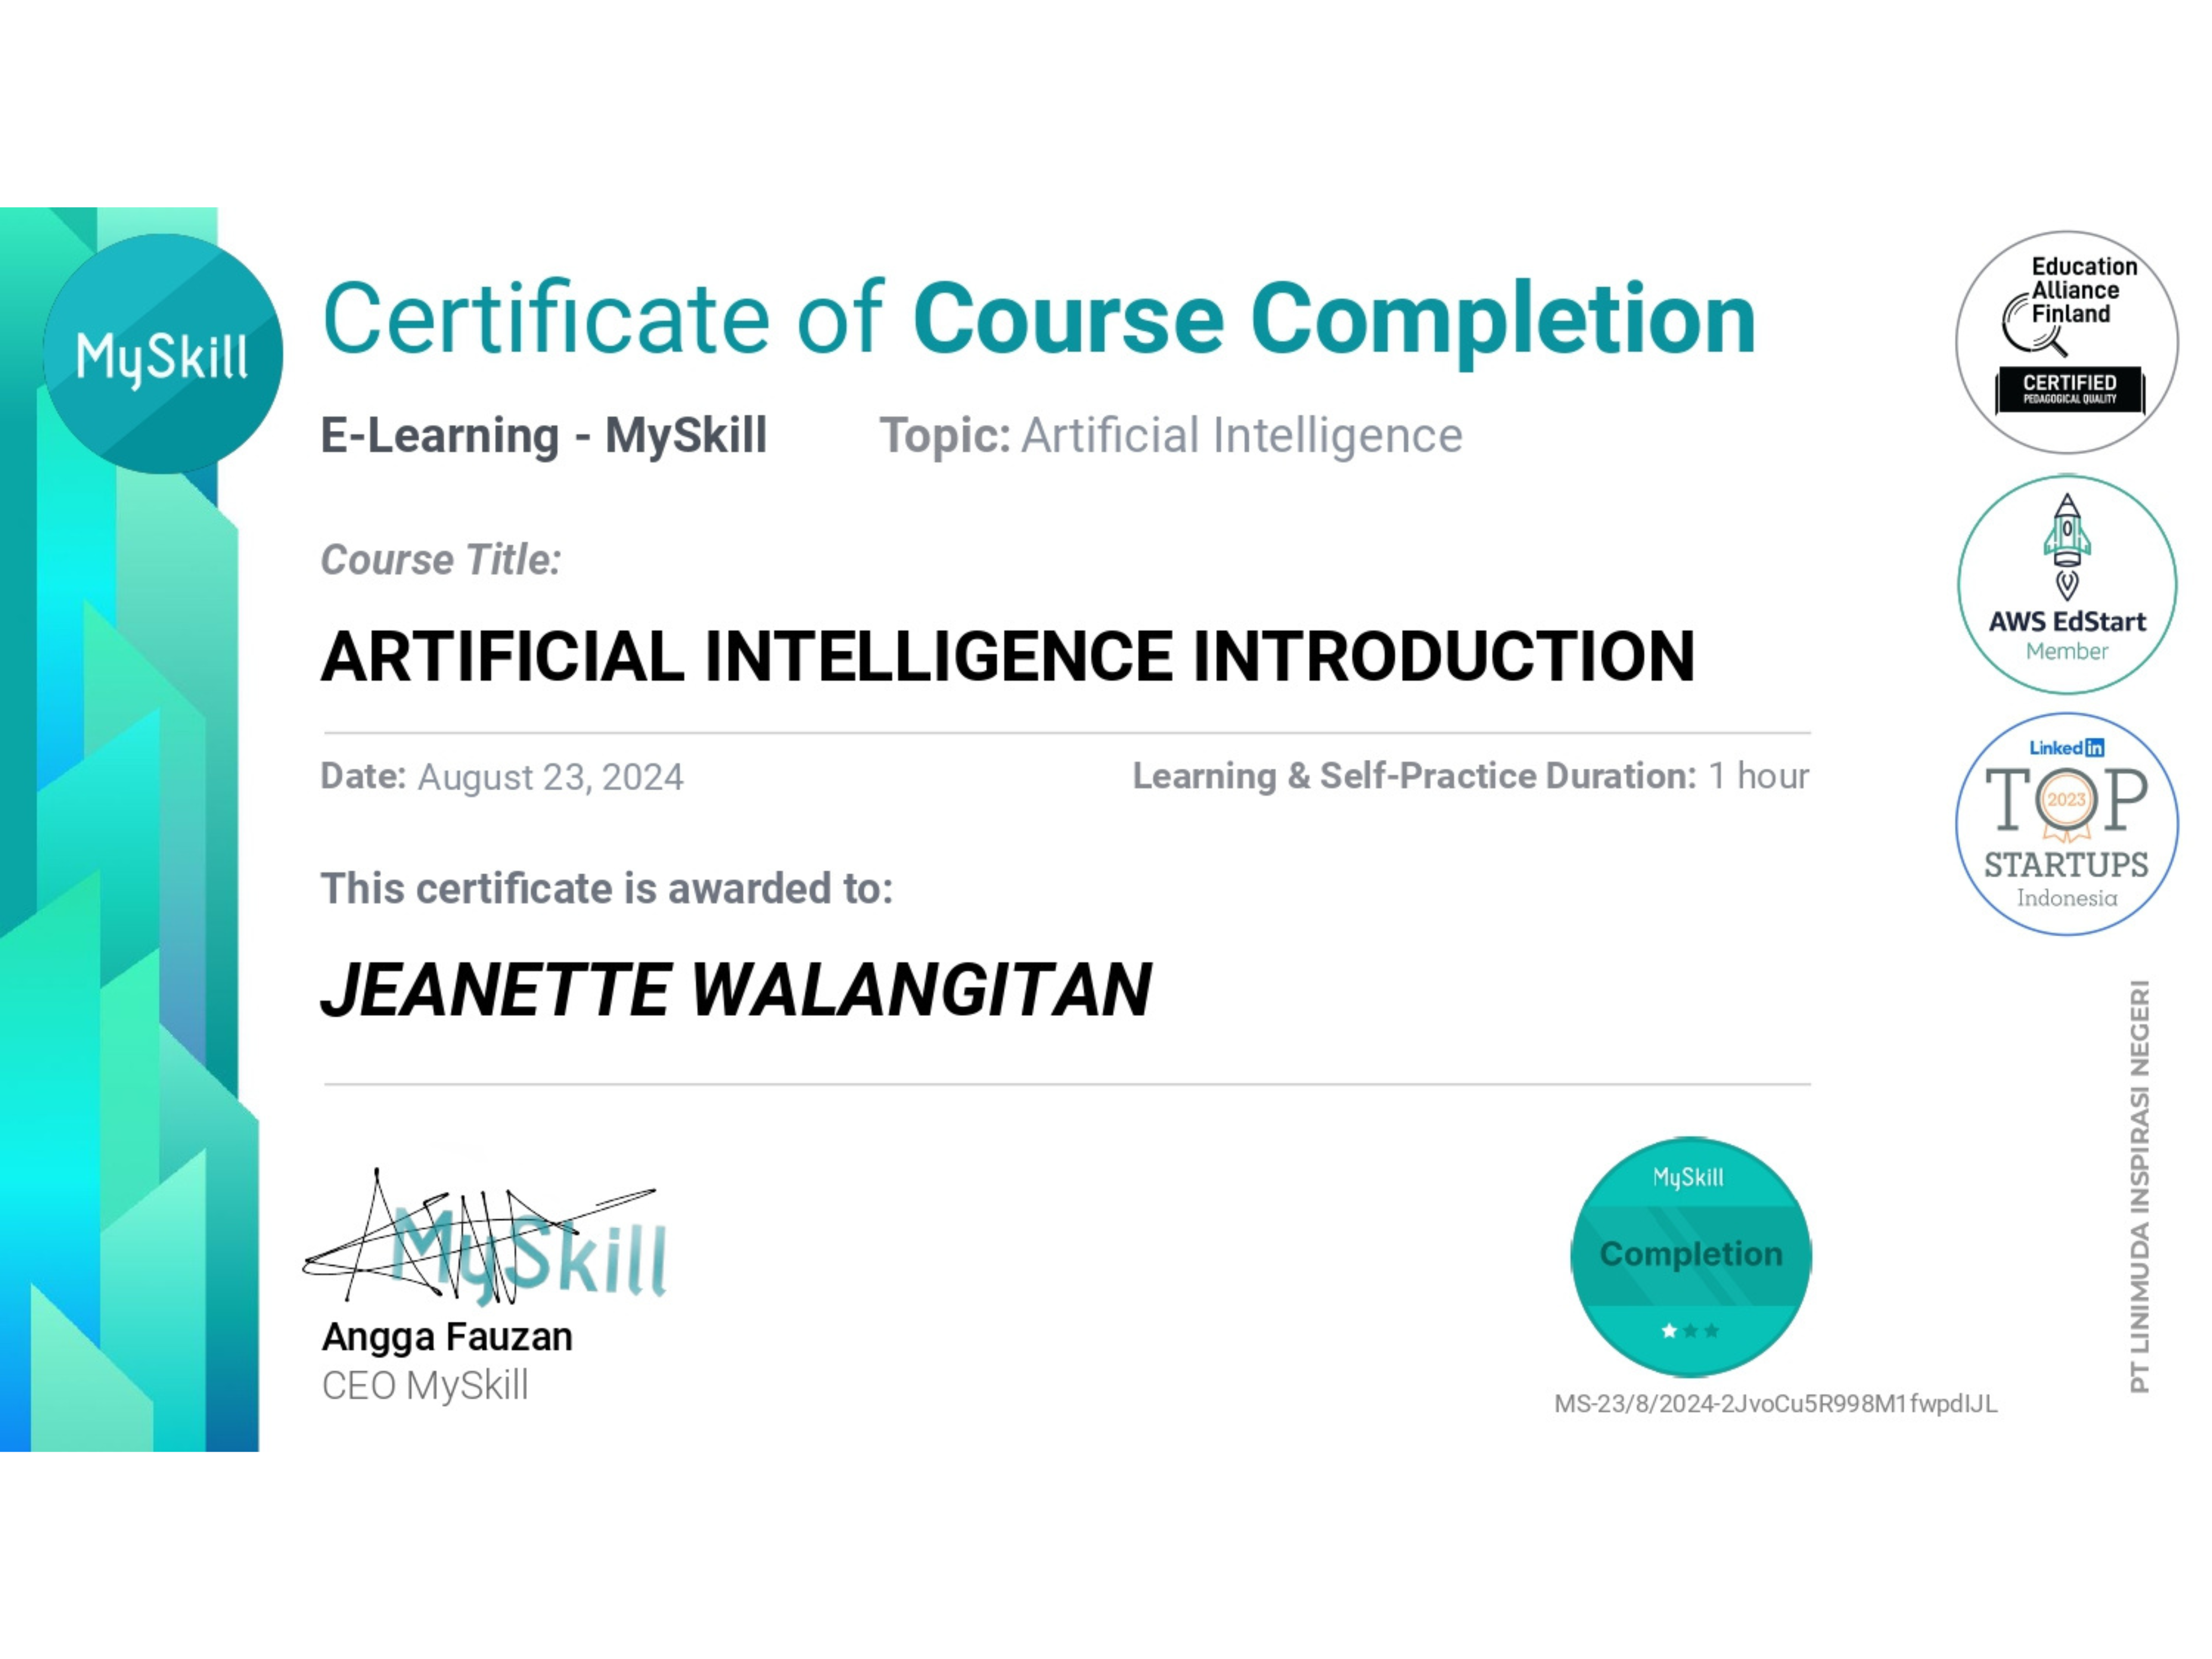 MySkill
Certificate of Course Completion
E-Learning - MySkill
Topic: Artificial Intelligence
Course Title:
ARTIFICIAL INTELLIGENCE INTRODUCTION
Date: August 23, 2024
Learning & Self-Practice Duration: 1 hour
This certificate is awarded to:
JEANETTE WALANGITAN
MySkill
Angga Fauzan
CEO MySkill
MySkill
Completion
MS-23/8/2024-2JvoCu5R998M1fwpdIJL
Education
Alliance
Finland
CERTIFIED
PEDAGOGICAL QUALITY
AWS EdStart
Member
Linked in
TOP
2023
STARTUPS
Indonesia
PT LINIMUDA INSPIRASI NEGERI